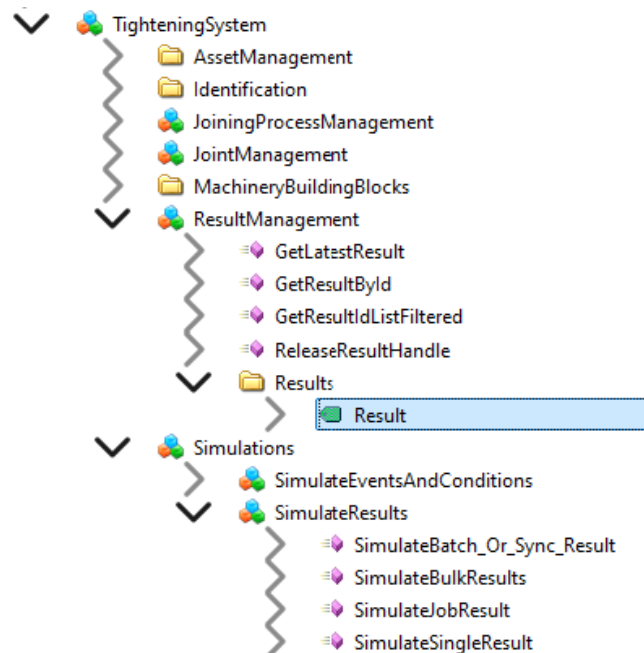 TighteningSystem
AssetManagement
Identification
JoiningProcessManagement
JointManagement
MachineryBuildingBlocks
ResultManagement
GetLatestResult
GetResultById
GetResultIdListFiltered
ReleaseResultHandle
Results
Result
Simulations
SimulateEventsAndConditions
SimulateResults
SimulateBatch_Or_Sync_Result
SimulateBulkResults
SimulateJobResult
SimulateSingleResult